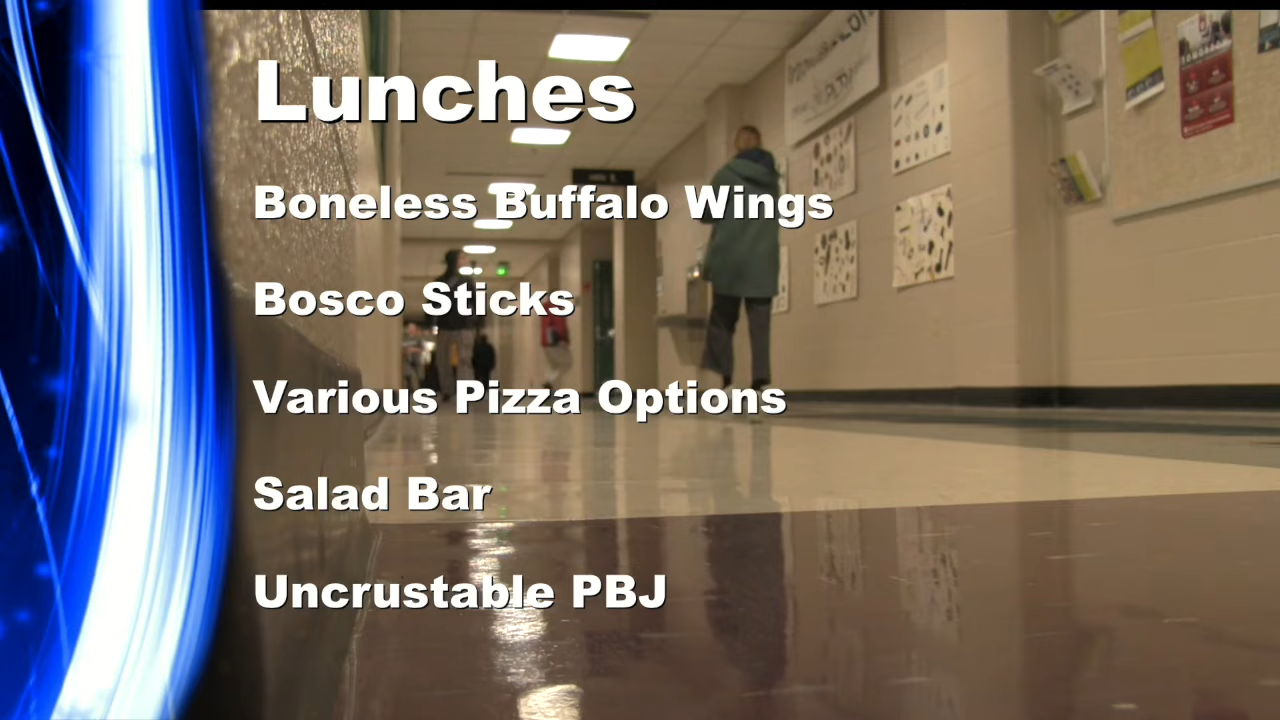 Lunches
Boneless Buffalo Wings
Bosco Sticks
Various Pizza Options
Salad Bar
Uncrustable PBJ